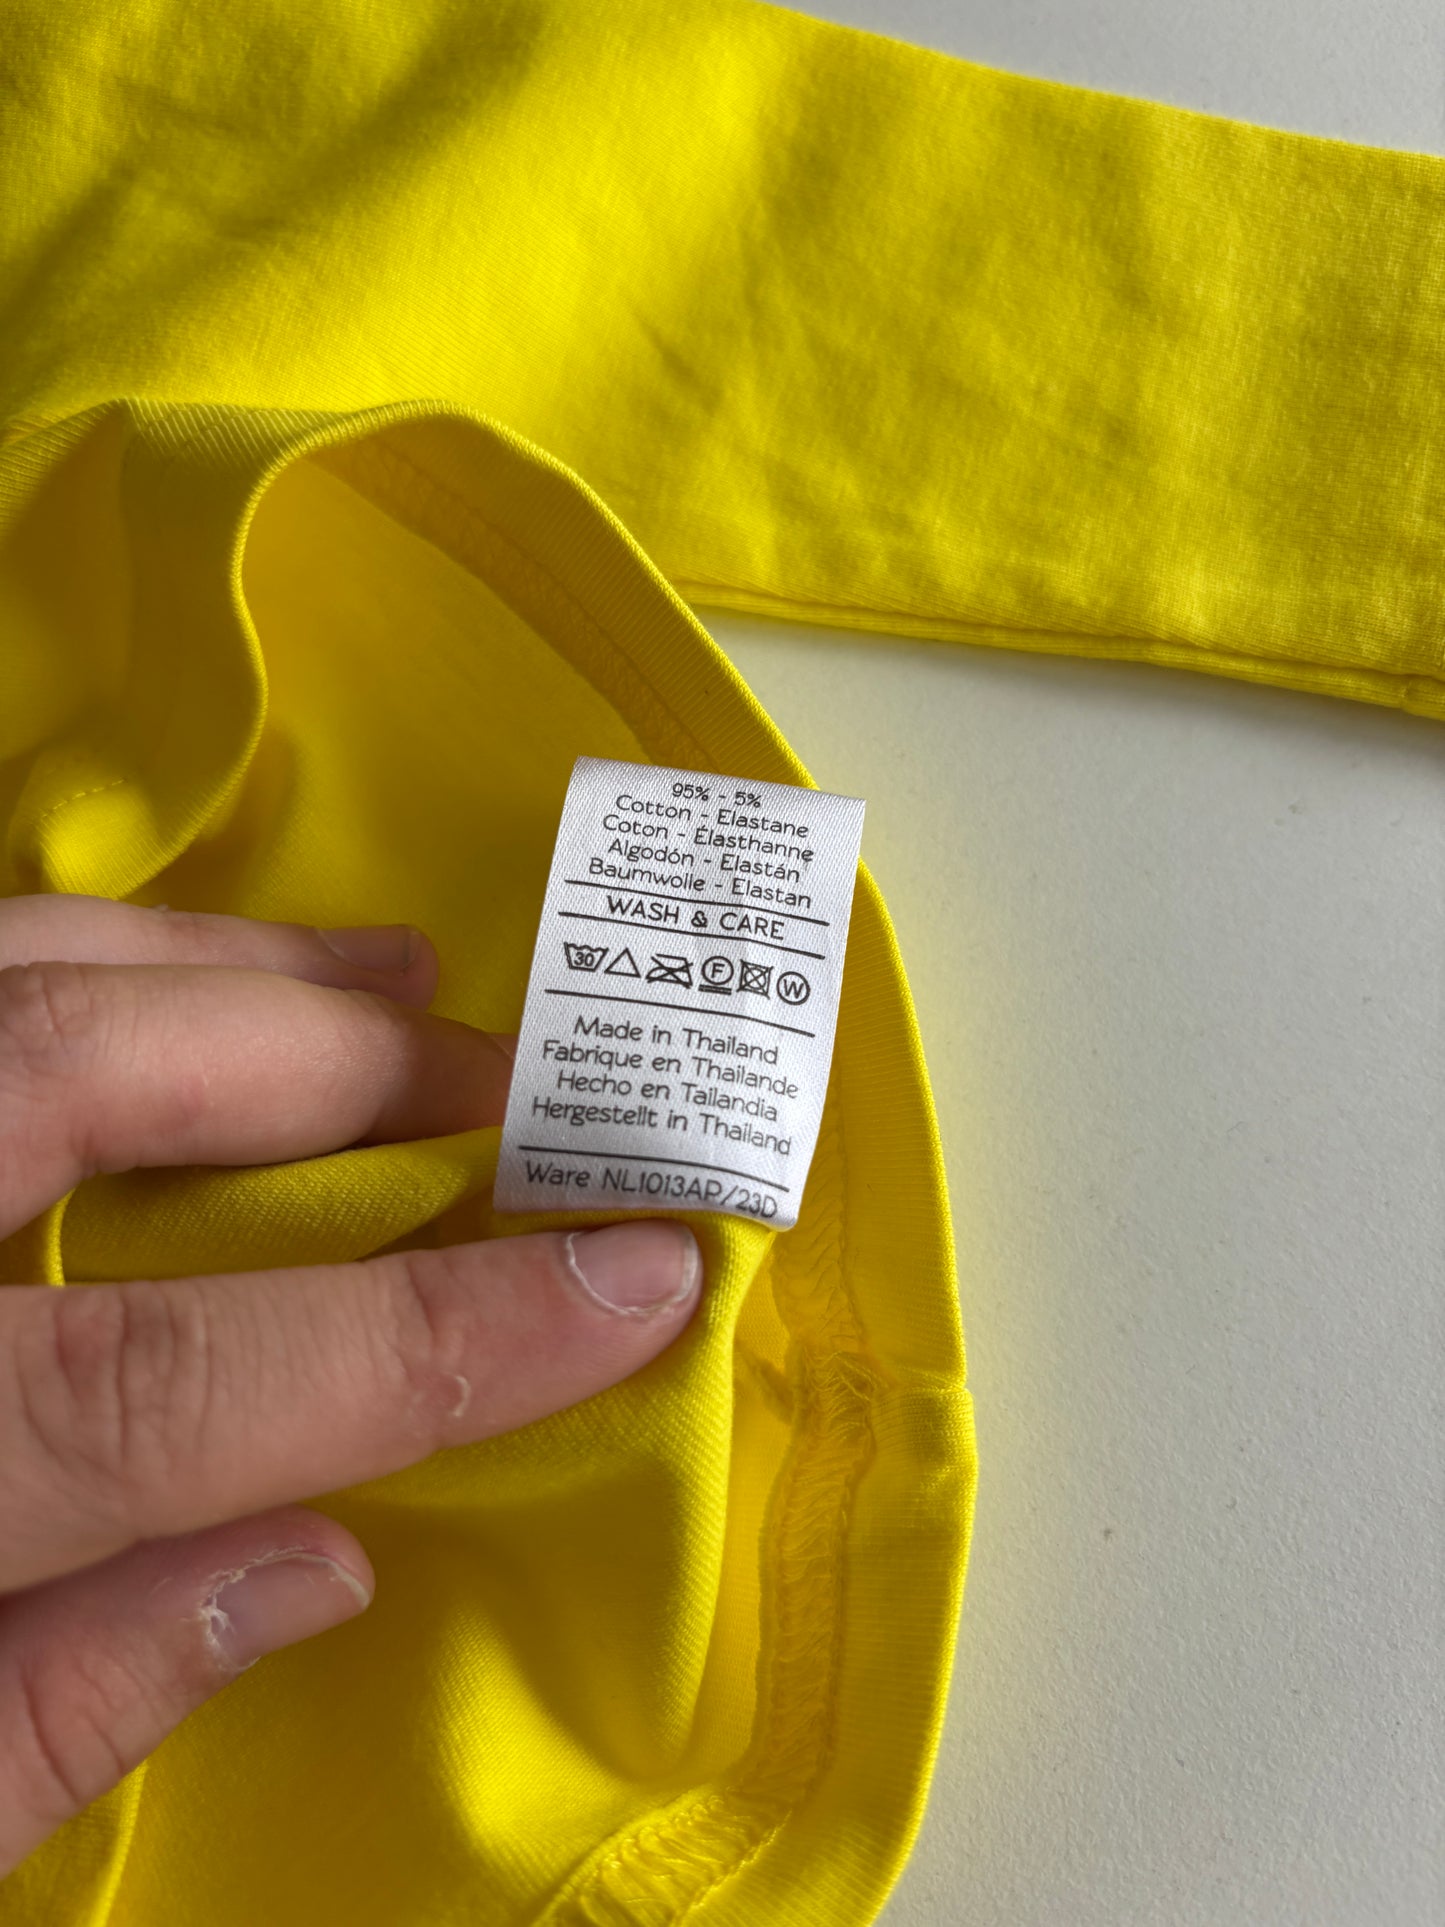 95% - 5%
Cotton - Elastane
Coton - Élasthanne
Algodón - Elastán
Baumwolle - Elastan
WASH & CARE
30 F W
Made in Thailand
Fabrique en Thaïlande
Hecho en Tailandia
Hergestellt in Thailand
Ware NL1013AP/23D